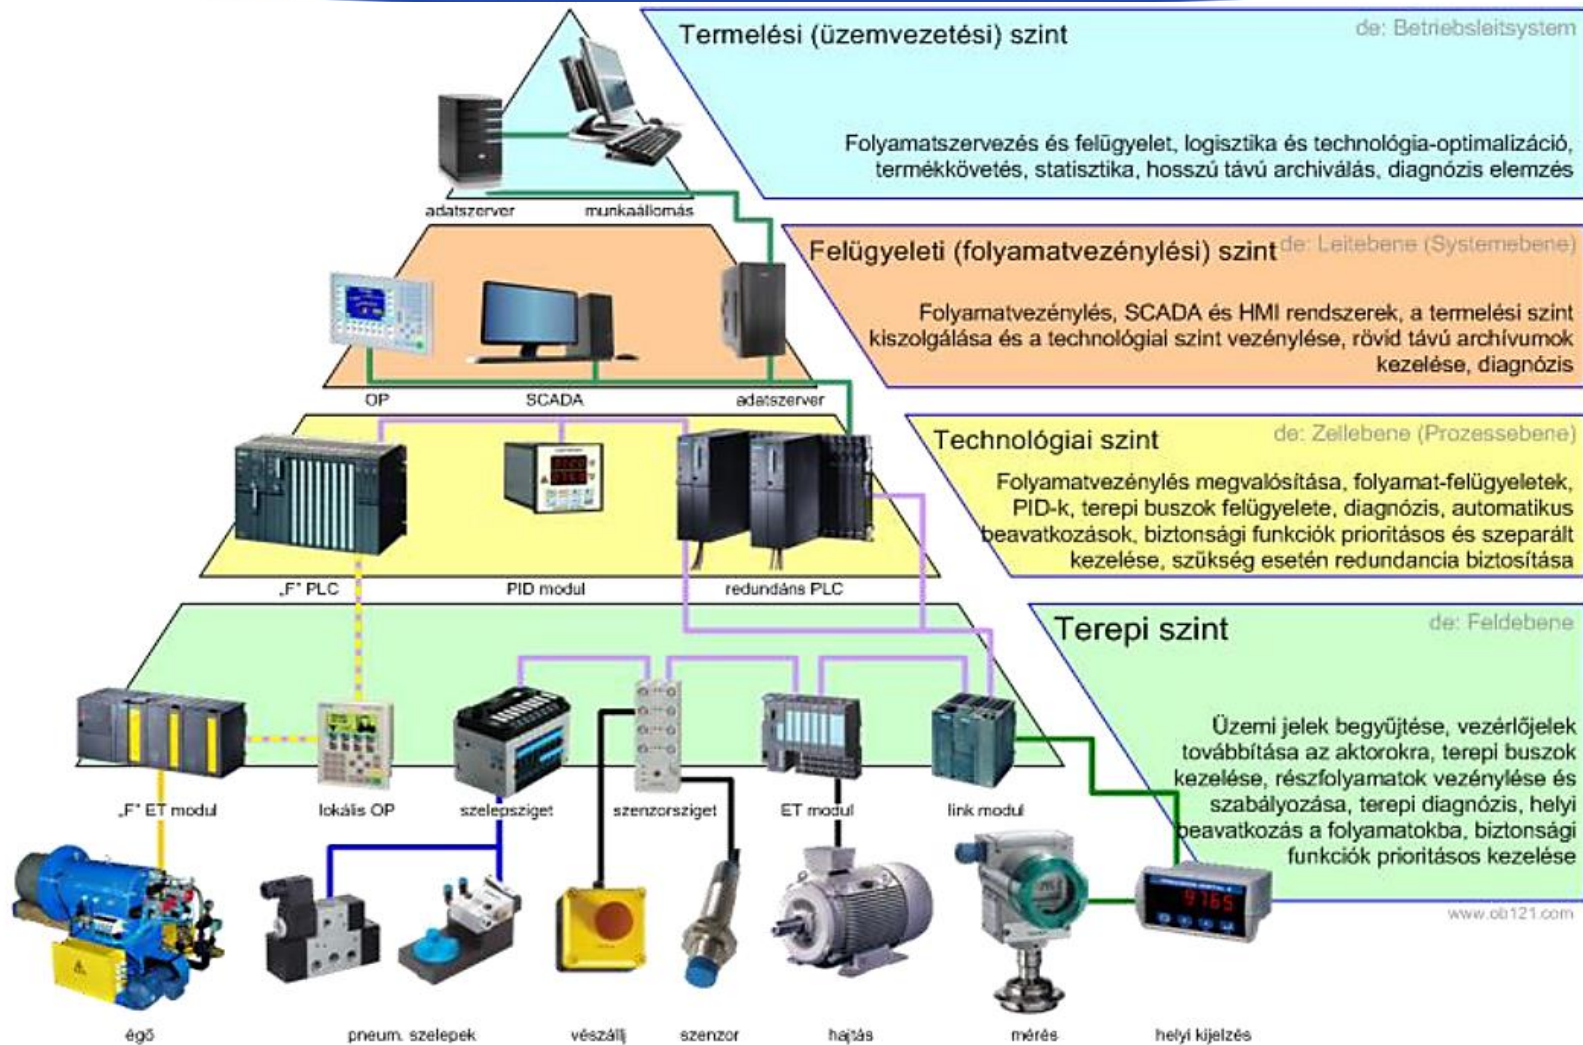 Termelési (üzemvezetési) szint
de: Betriebsleitsystem
Folyamatszervezés és felügyelet, logisztika és technológia-optimalizáció,
termékkövetés, statisztika, hosszú távú archiválás, diagnózis elemzés
adatszerver
munkaállomás
Felügyeleti (folyamatvezénylési) szint
de: Leitebene (Systemebene)
Folyamatvezénylés, SCADA és HMI rendszerek, a termelési szint
kiszolgálása és a technológiai szint vezénylése, rövid távú archívumok
kezelése, diagnózis
OP
SCADA
adatszerver
Technológiai szint
de: Zellebene (Prozessebene)
Folyamatvezénylés megvalósítása, folyamat-felügyeletek,
PID-k, terepi buszok felügyelete, diagnózis, automatikus
beavatkozások, biztonsági funkciók prioritásos és szeparált
kezelése, szükség esetén redundancia biztosítása
„F" PLC
PID modul
redundáns PLC
Terepi szint
de: Feldebene
Üzemi jelek begyűjtése, vezérlőjelek
továbbítása az aktorokra, terepi buszok
kezelése, részfolyamatok vezénylése és
szabályozása, terepi diagnózis, helyi
beavatkozás a folyamatokba, biztonsági
funkciók prioritásos kezelése
„F" ET modul
lokális OP
szelepsziget
szenzorsziget
ET modul
link modul
9765
www.ob121.com
égő
pneum. szelepek
vészállj
szenzor
hajtás
mérés
helyi kijelzés